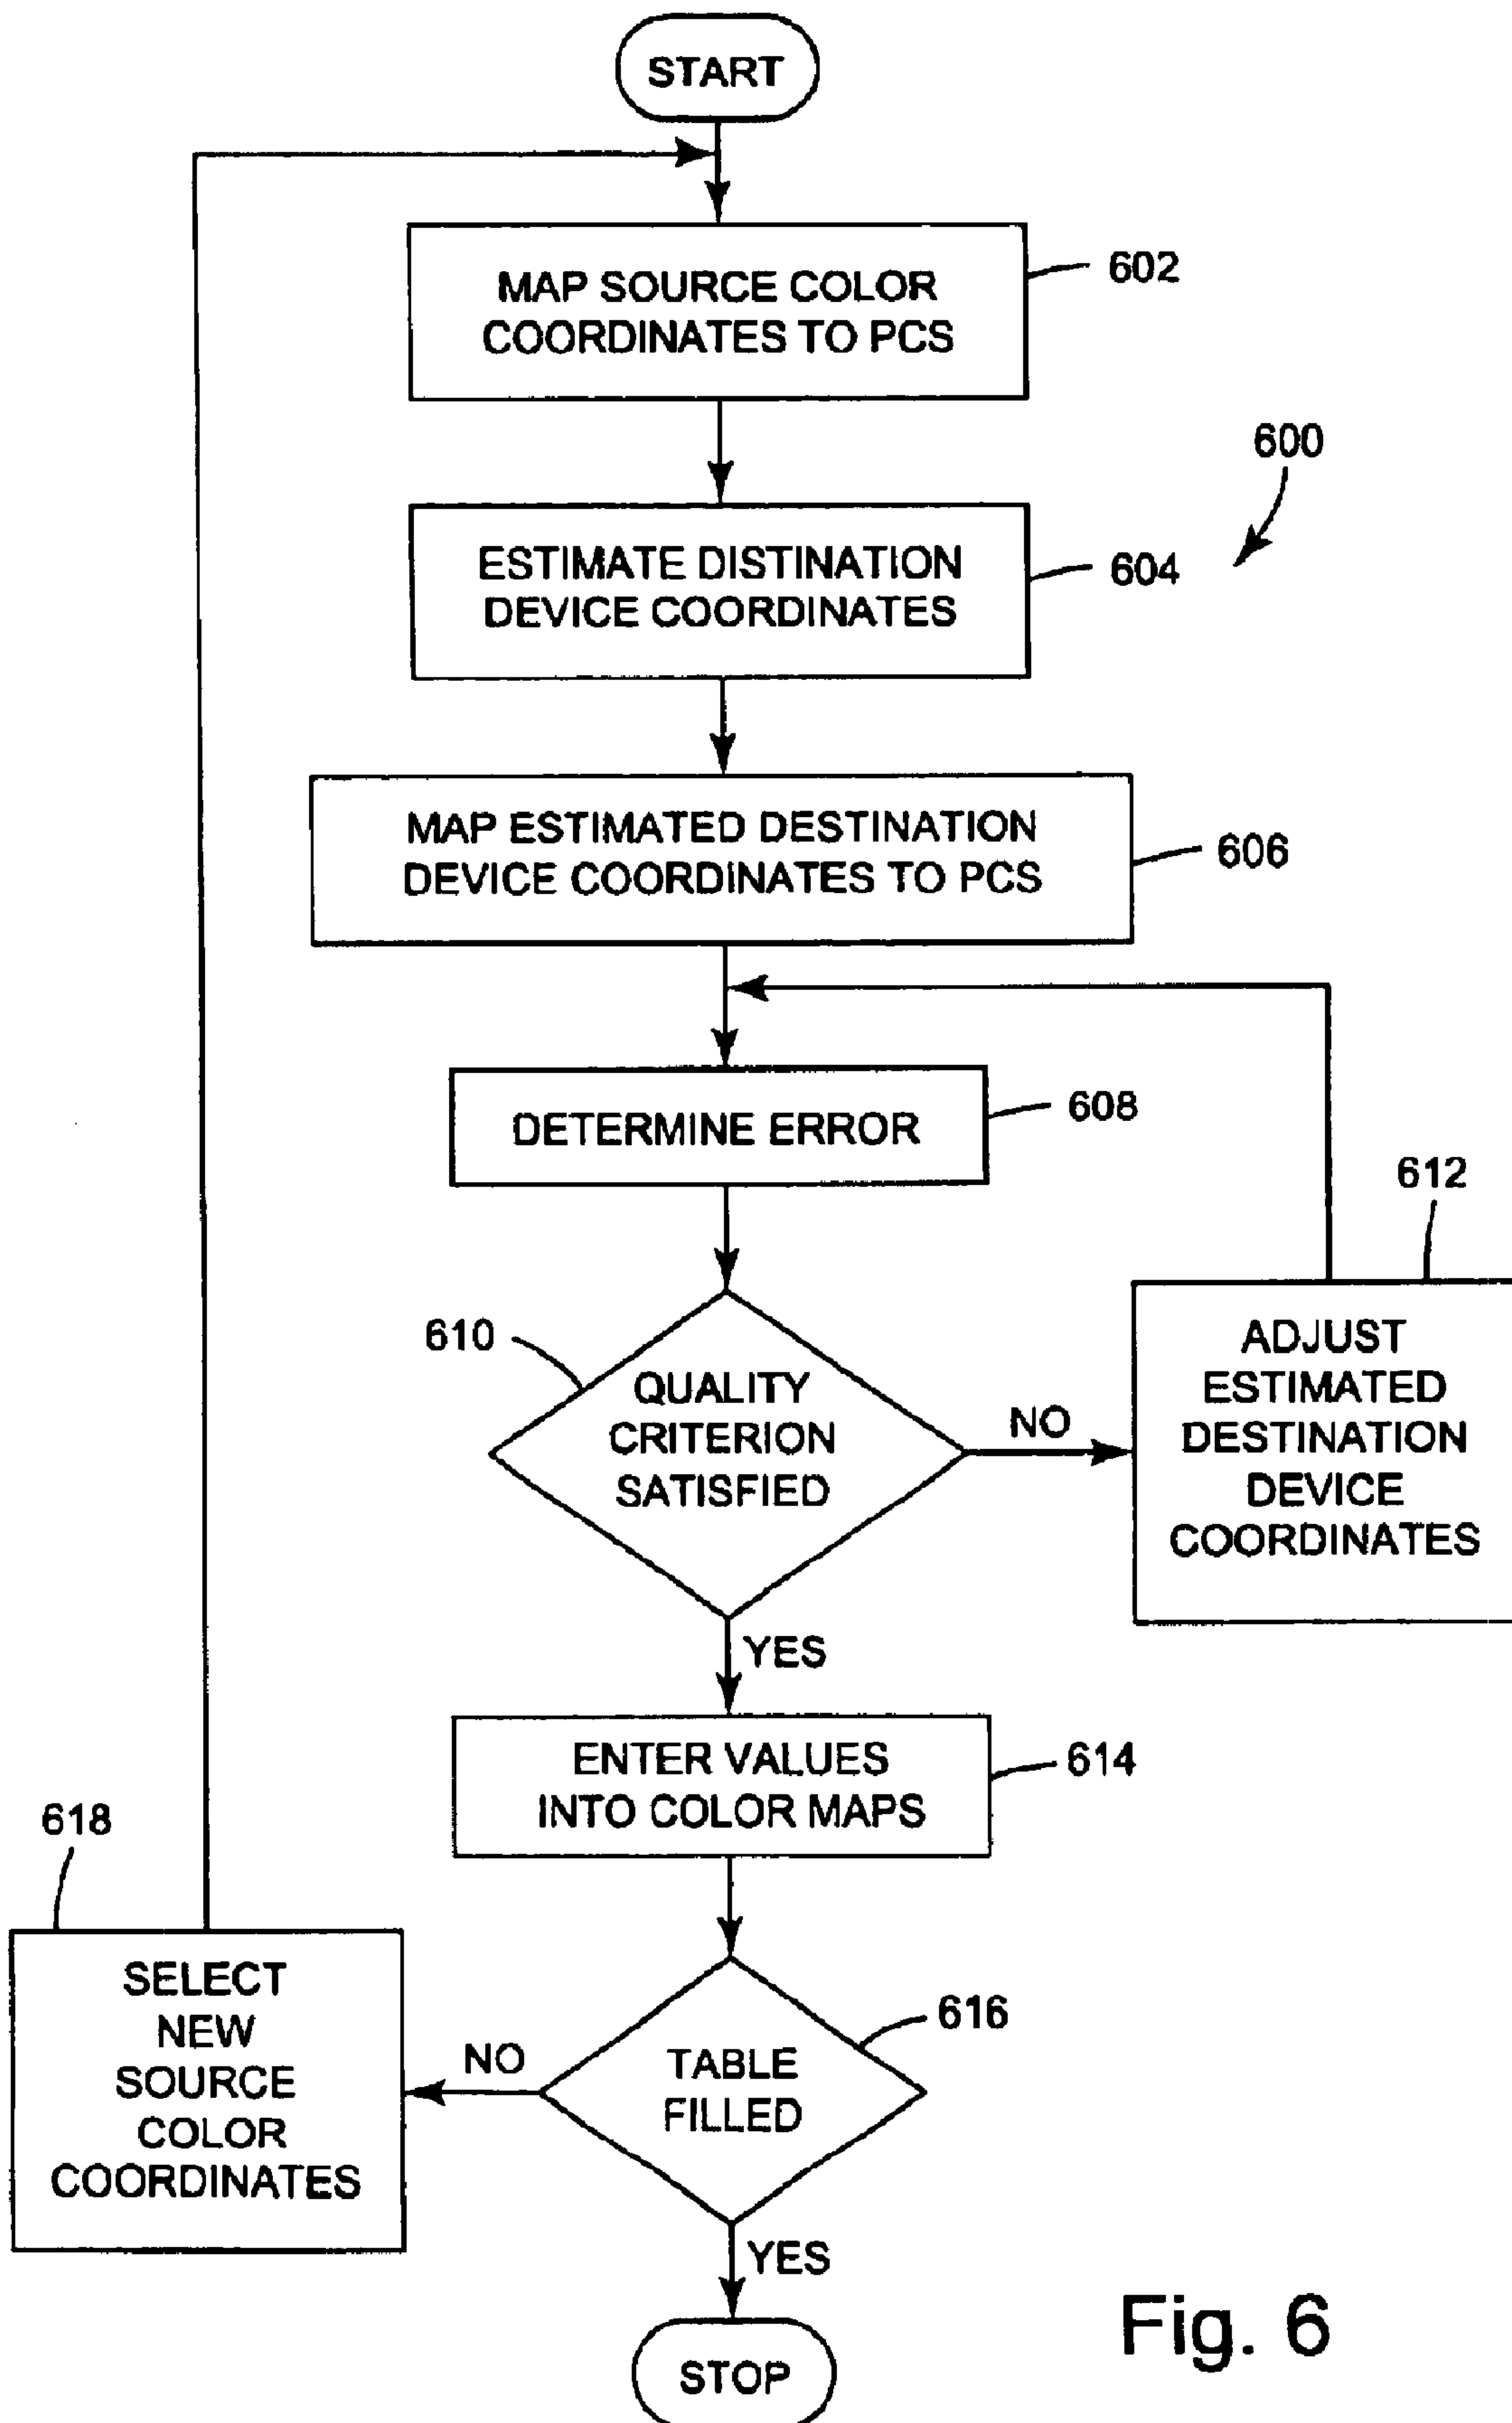 START
MAP SOURCE COLOR
COORDINATES TO PCS
602
600
ESTIMATE DISTINATION
DEVICE COORDINATES
604
MAP ESTIMATED DESTINATION
DEVICE COORDINATES TO PCS
606
DETERMINE ERROR
608
610
QUALITY
CRITERION
SATISFIED
NO
612
ADJUST
ESTIMATED
DESTINATION
DEVICE
COORDINATES
YES
ENTER VALUES
INTO COLOR MAPS
614
616
TABLE
FILLED
NO
618
SELECT
NEW
SOURCE
COLOR
COORDINATES
YES
STOP
Fig. 6